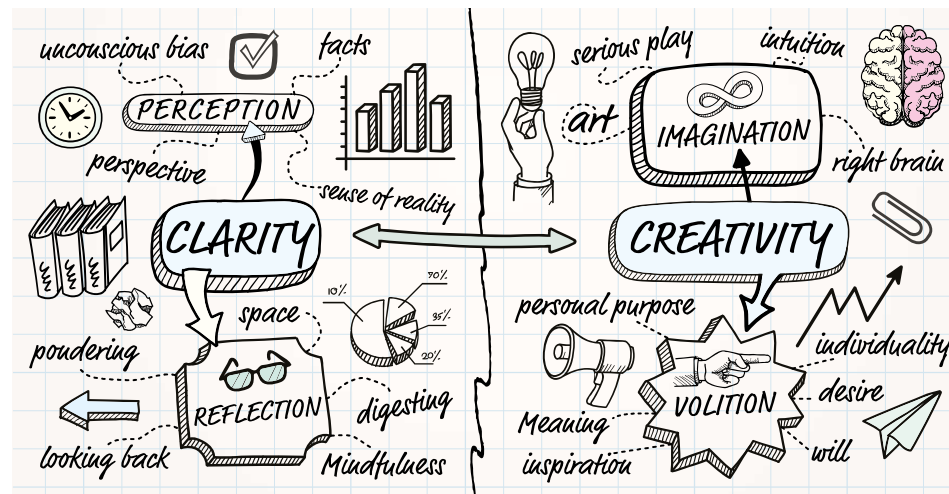 unconscious bias
facts
PERCEPTION
perspective
sense of reality
CLARITY
10%
70%
35%
20%
space
pondering
REFLECTION
digesting
looking back
Mindfulness
serious play
intuition
art
IMAGINATION
right brain
CREATIVITY
personal purpose
individuality
VOLITION
desire
Meaning
will
inspiration